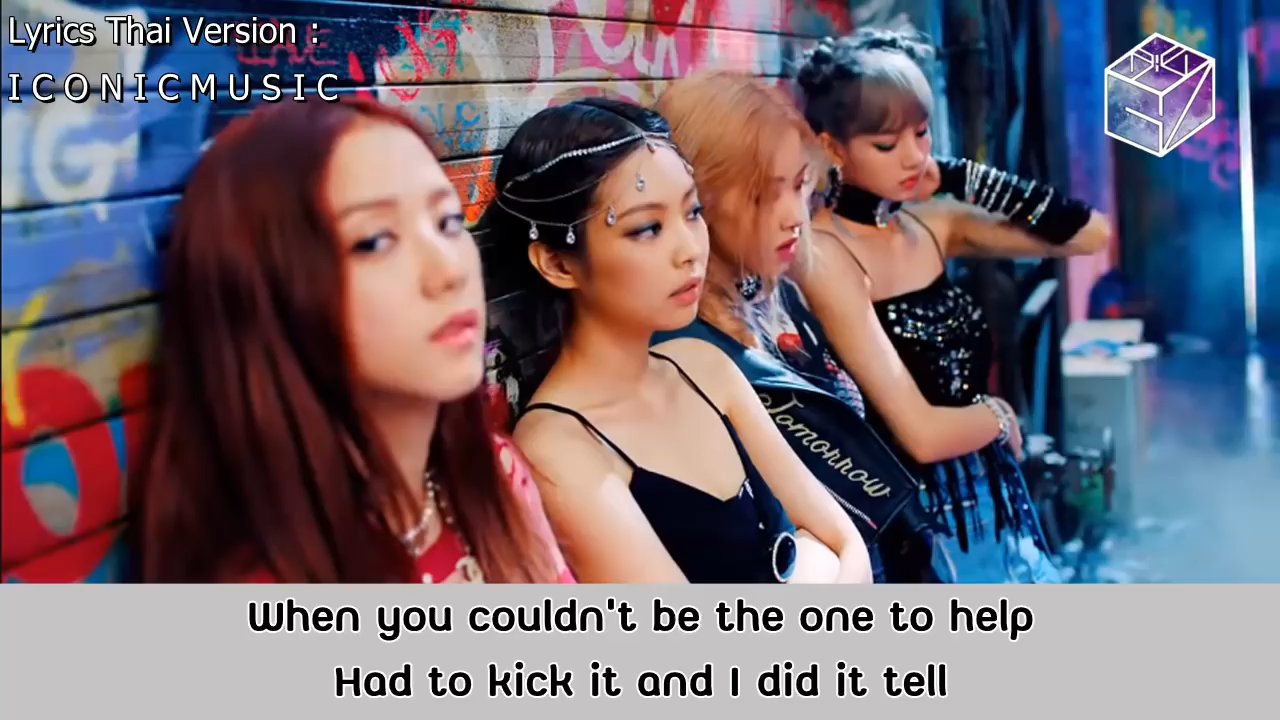 Lyrics Thai Version :
I C O N I C M U S I C
Tomorrow
When you couldn't be the one to help
Had to kick it and I did it tell